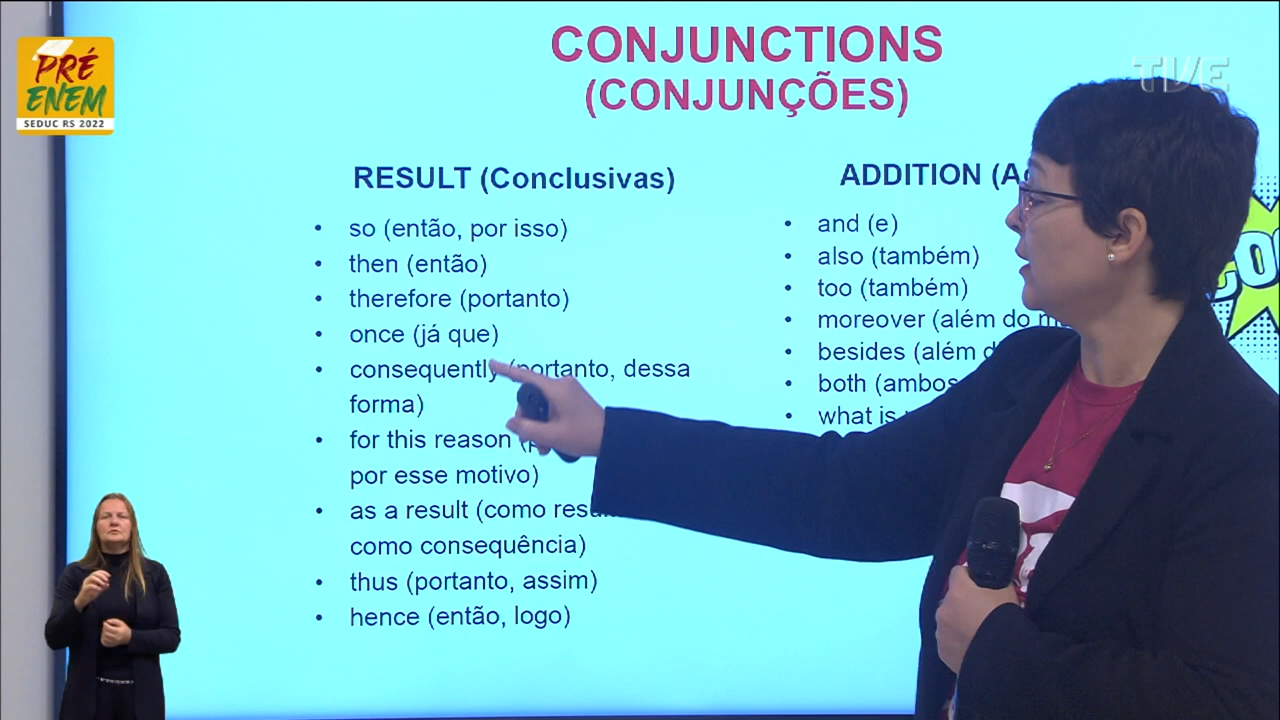 PRÉ
ENEM
SEDUC RS 2022
TVE
CONJUNCTIONS
(CONJUNÇÕES)
RESULT (Conclusivas)
• so (então, por isso)
• then (então)
• therefore (portanto)
• once (já que)
• consequently (portanto, dessa
forma)
• for this reason
por esse motivo)
• as a result (como
como consequência)
• thus (portanto, assim)
• hence (então, logo)
ADDITION
• and (e)
• also (também)
• too (também)
• moreover (além do
• besides (além
• both (ambos
• what is